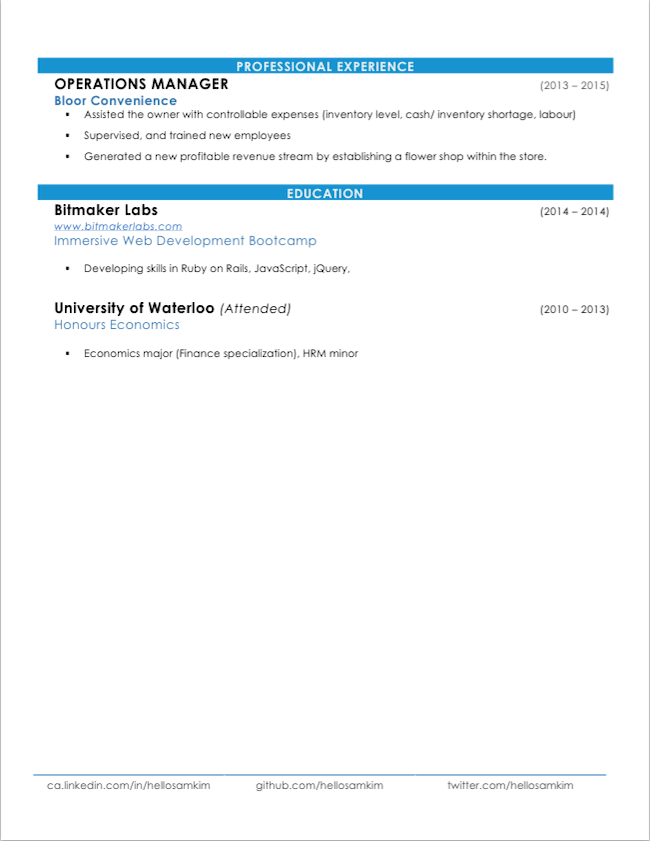 PROFESSIONAL EXPERIENCE
OPERATIONS MANAGER (2013 – 2015)
Bloor Convenience
▪ Assisted the owner with controllable expenses (inventory level, cash/ inventory shortage, labour)
▪ Supervised, and trained new employees
▪ Generated a new profitable revenue stream by establishing a flower shop within the store.
EDUCATION
Bitmaker Labs (2014 – 2014)
www.bitmakerlabs.com
Immersive Web Development Bootcamp
▪ Developing skills in Ruby on Rails, JavaScript, jQuery,
University of Waterloo (Attended) (2010 – 2013)
Honours Economics
▪ Economics major (Finance specialization), HRM minor
ca.linkedin.com/in/hellosamkim github.com/hellosamkim twitter.com/hellosamkim